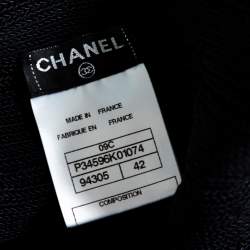 CHANEL
MADE IN FRANCE
FABRIQUE EN FRANCE
09C
P34596K01074
94305 42
COMPOSITION